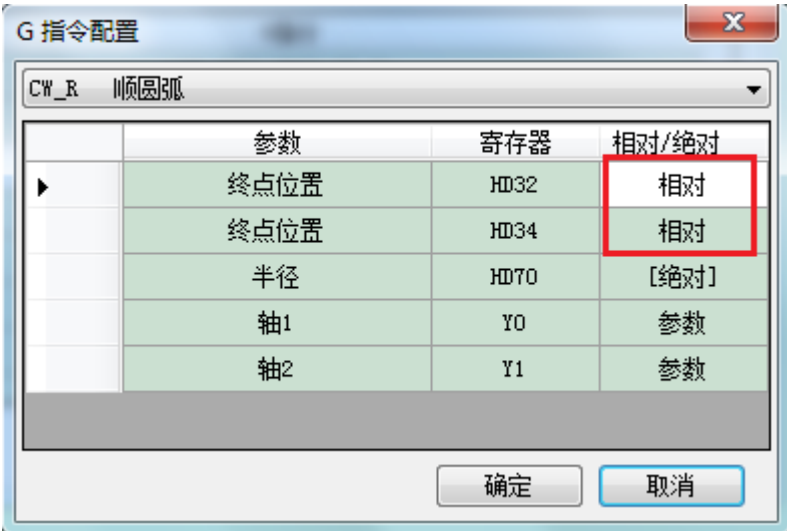 G 指令配置
CW_R 顺圆弧
参数 寄存器 相对/绝对
终点位置 HD32 相对
终点位置 HD34 相对
半径 HD70 [绝对]
轴1 Y0 参数
轴2 Y1 参数
确定 取消